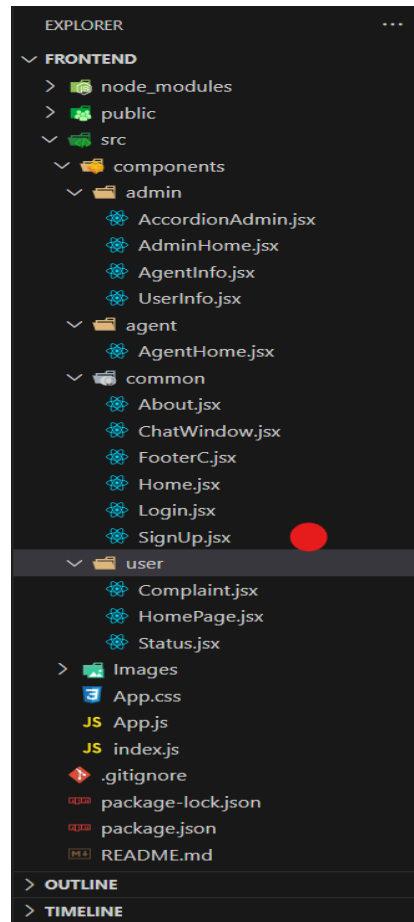 EXPLORER ...
FRONTEND
node_modules
public
src
components
admin
AccordionAdmin.jsx
AdminHome.jsx
AgentInfo.jsx
UserInfo.jsx
agent
AgentHome.jsx
common
About.jsx
ChatWindow.jsx
FooterC.jsx
Home.jsx
Login.jsx
SignUp.jsx
user
Complaint.jsx
HomePage.jsx
Status.jsx
Images
App.css
JS App.js
JS index.js
.gitignore
package-lock.json
package.json
README.md
OUTLINE
TIMELINE